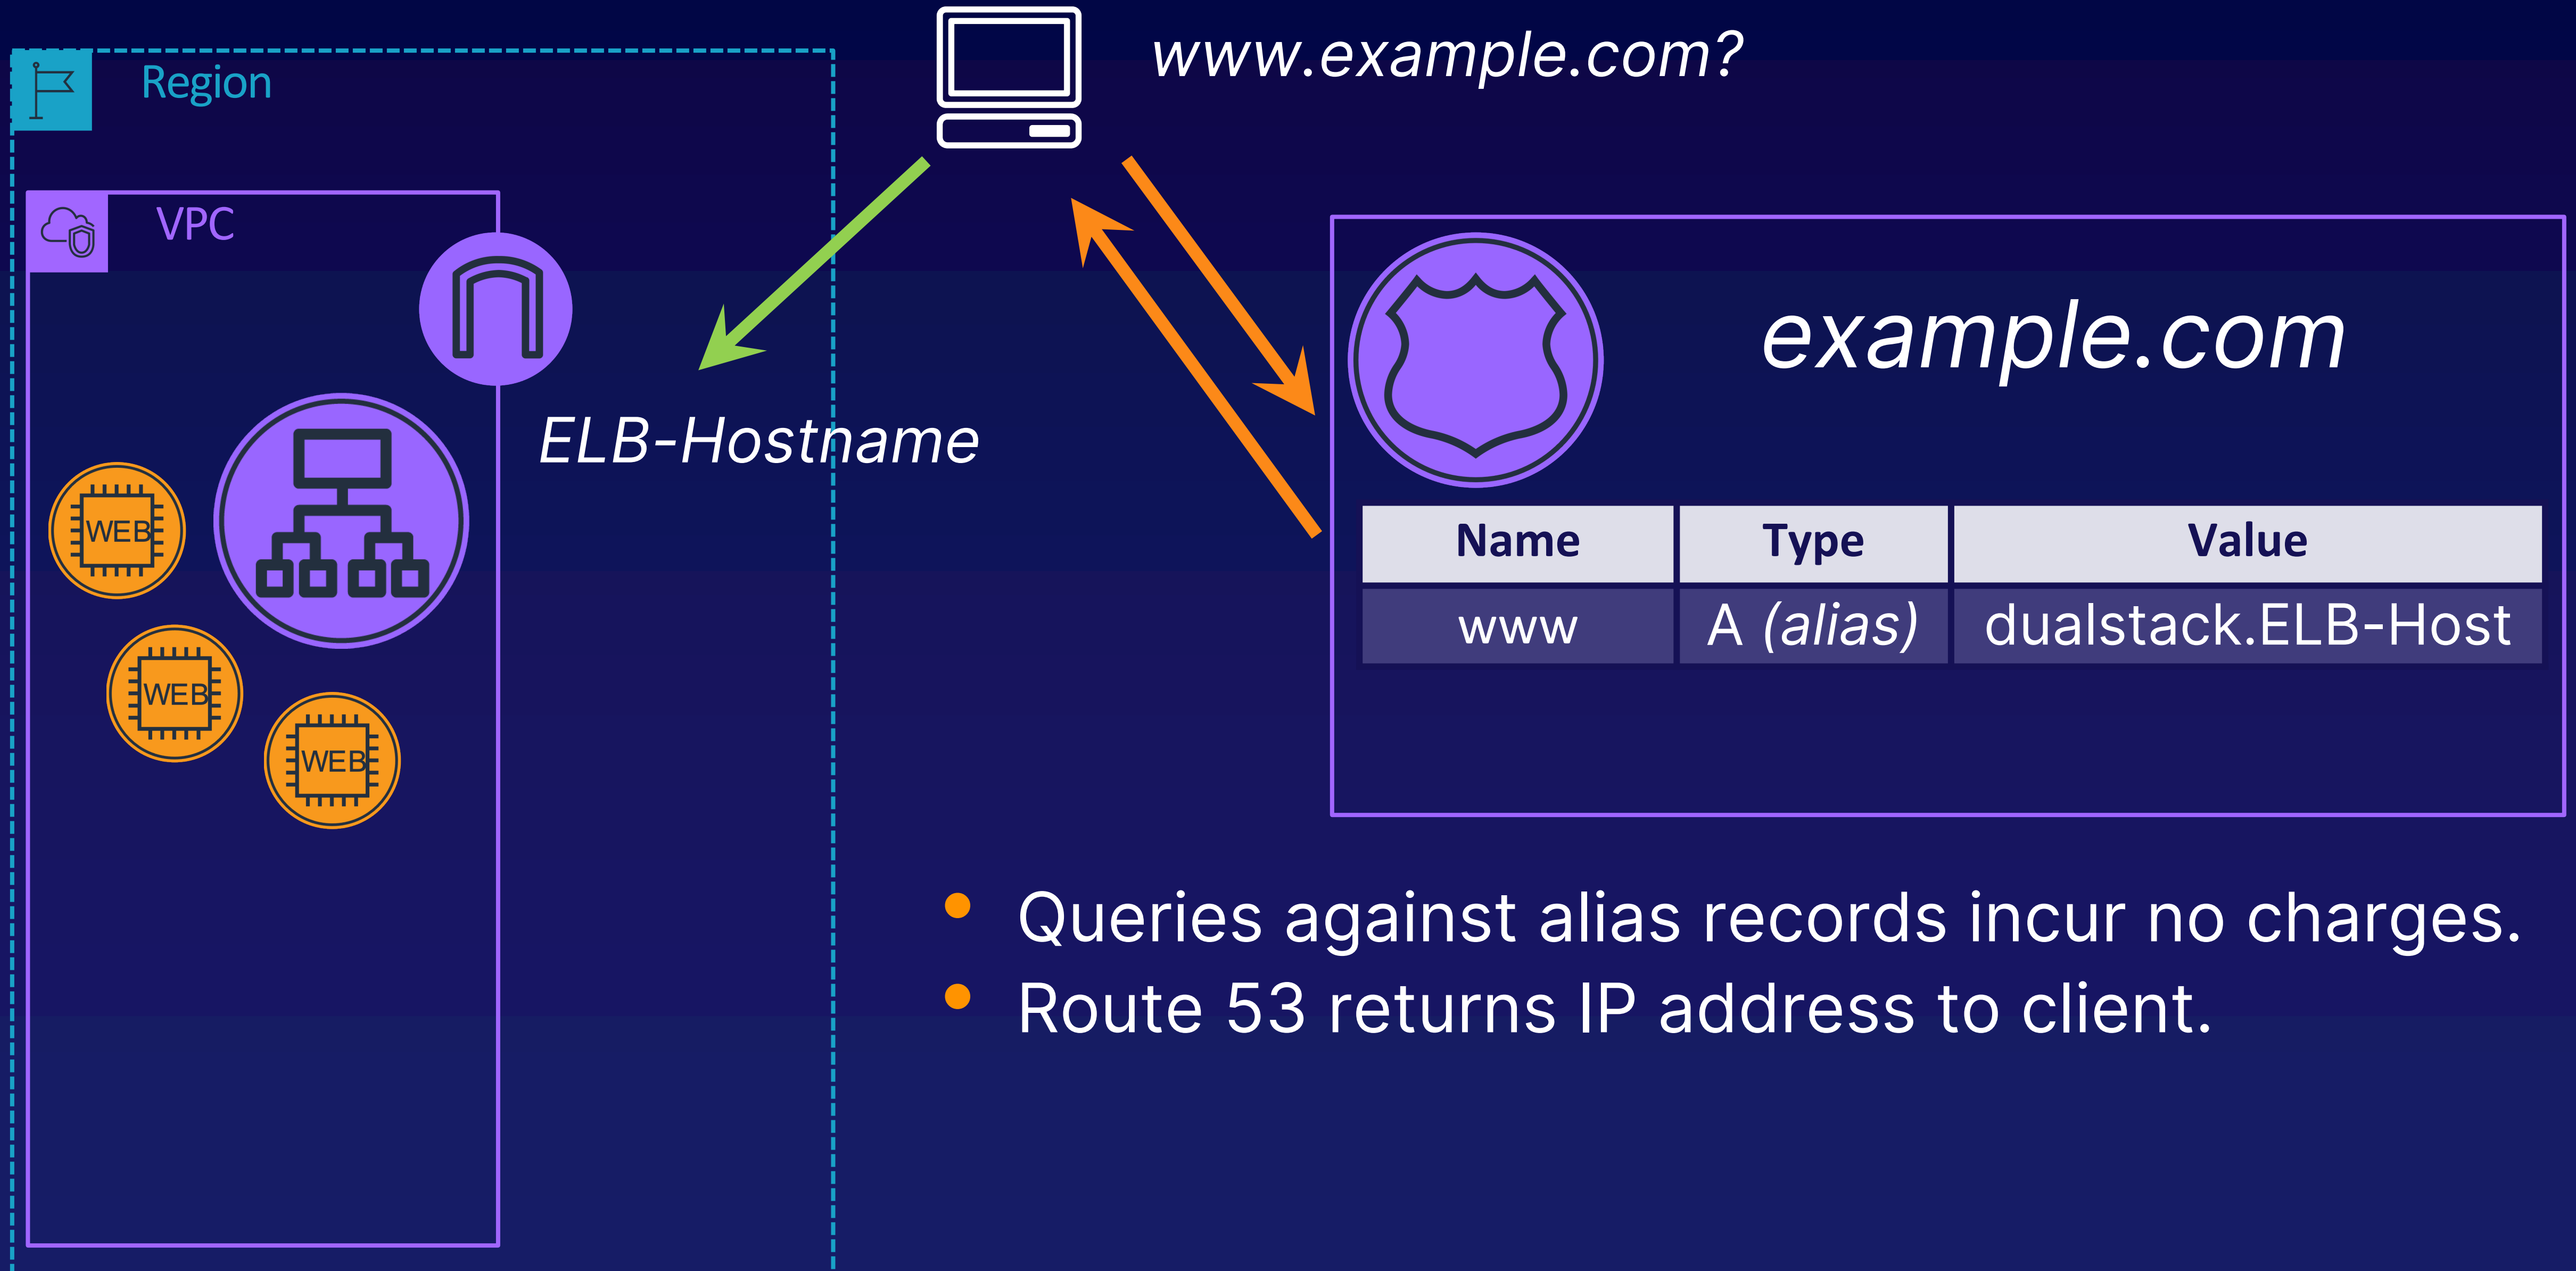 www.example.com?
Region
VPC
example.com
ELB-Hostname
WEB
WEB
WEB
Name Type Value
www A (alias) dualstack.ELB-Host
Queries against alias records incur no charges.
Route 53 returns IP address to client.